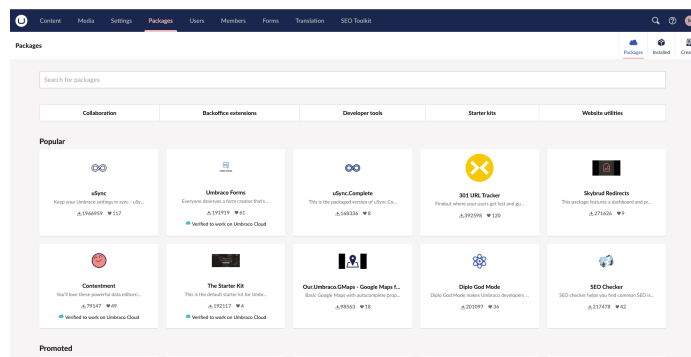 Content Media Settings Packages Users Members Forms Translation SEO Toolkit
Packages
Packages Installed
Search for packages
Collaboration Backoffice extensions Developer tools Starter kits Website utilities
Popular
uSync Umbraco Forms uSync.Complete 301 URL Tracker Skybrud Redirects
Keep your Umbraco settings in sync - uSy... Everyone deserves a form creator that's ... This is the packaged version of uSync.Co... Findout where your users get lost and gu... This package features a dashboard and pr...
1966959 117 191919 61 168336 8 392598 120 271626 9
Verified to work on Umbraco Cloud
Contentment The Starter Kit Our.Umbraco.GMaps - Google Maps f... Diplo God Mode SEO Checker
You'll love these powerful data editors!... This is the default starter kit for Umbr... Basic Google Maps with autocomplete prop... Diplo God Mode makes Umbraco developers ... SEO checker helps you find common SEO is...
79147 49 192117 4 98563 18 201097 36 217478 42
Verified to work on Umbraco Cloud Verified to work on Umbraco Cloud
Promoted